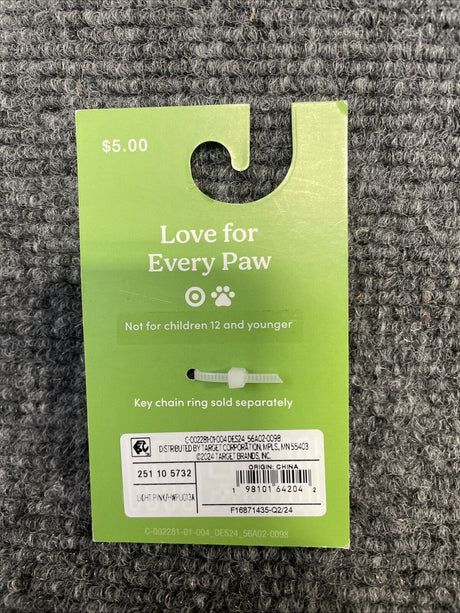 $5.00
Love for
Every Paw
Not for children 12 and younger
Key chain ring sold separately
C-002281-01-004 DES24_56A02-0098
DISTRIBUTED BY TARGET CORPORATION, MPLS, MN 55403
©2024 TARGET BRANDS, INC.
251 10 5732
ORIGIN: CHINA
1 98101 64204 2
LIGHT PINK/
F16871435-Q2/24
C-002281-01-004_DES24_56A02-0098